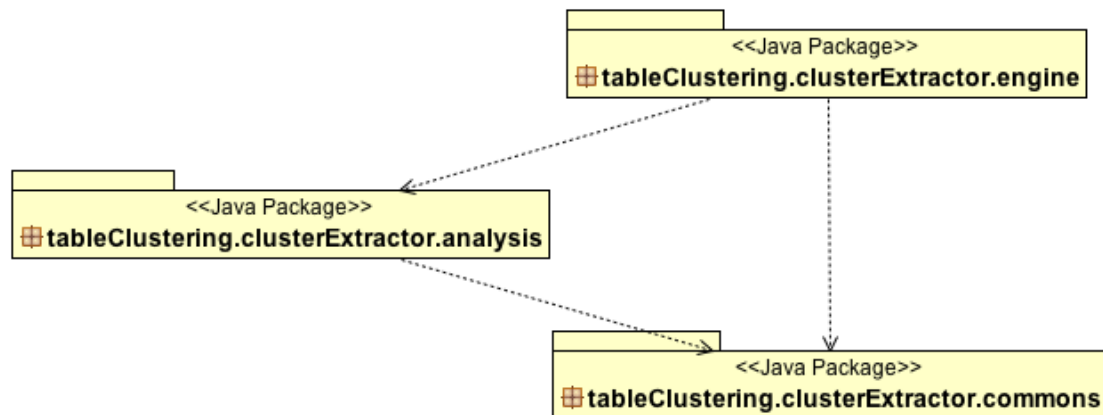 <<Java Package>>
tableClustering.clusterExtractor.engine
<<Java Package>>
tableClustering.clusterExtractor.analysis
<<Java Package>>
tableClustering.clusterExtractor.commons